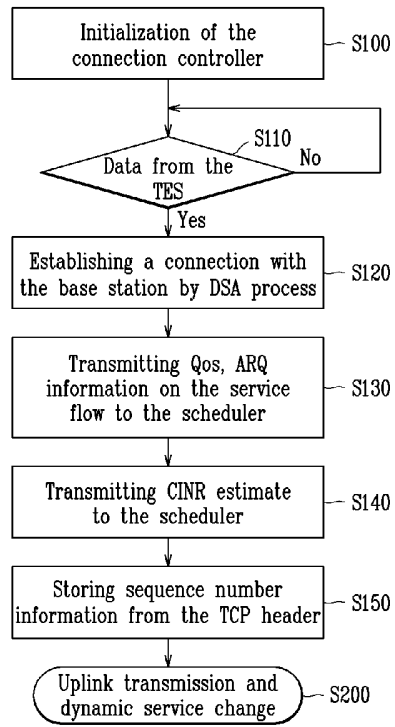 Initialization of the
connection controller
S100
S110
Data from the
TES
No
Yes
Establishing a connection with
the base station by DSA process
S120
Transmitting Qos, ARQ
information on the service
flow to the scheduler
S130
Transmitting CINR estimate
to the scheduler
S140
Storing sequence number
information from the TCP header
S150
Uplink transmission and
dynamic service change
S200